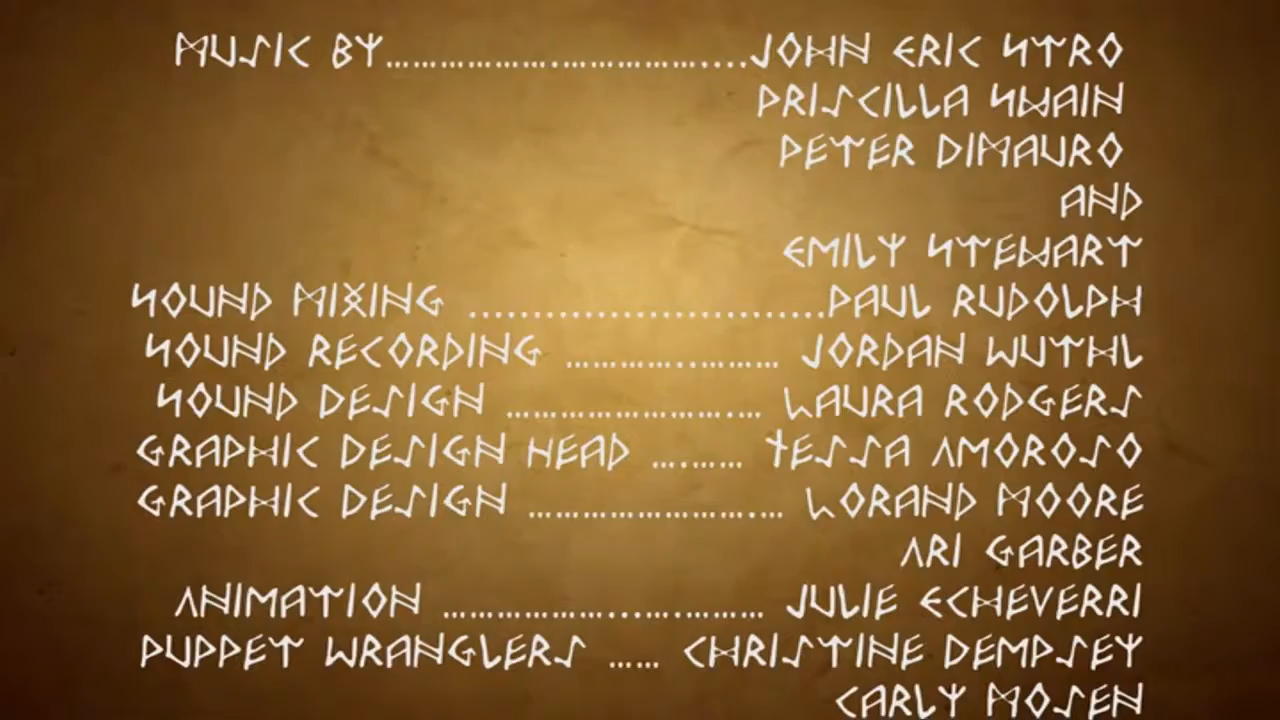 MUSIC BY..............................JOHN ERIC STRO
PRISCILLA SWAIN
PETER DIMAURO
AND
EMILY STEWART
SOUND MIXING ............................PAUL RUDOLPH
SOUND RECORDING ....................... JORDAN WUTHL
SOUND DESIGN ........................... LAURA RODGERS
GRAPHIC DESIGN HEAD .......... TESSA AMOROSO
GRAPHIC DESIGN ............................ LORAND MOORE
ARI GARBER
ANIMATION ................................... JULIE ECHEVERRI
PUPPET WRANGLERS ...... CHRISTINE DEMPSEY
CARLY MOSEN